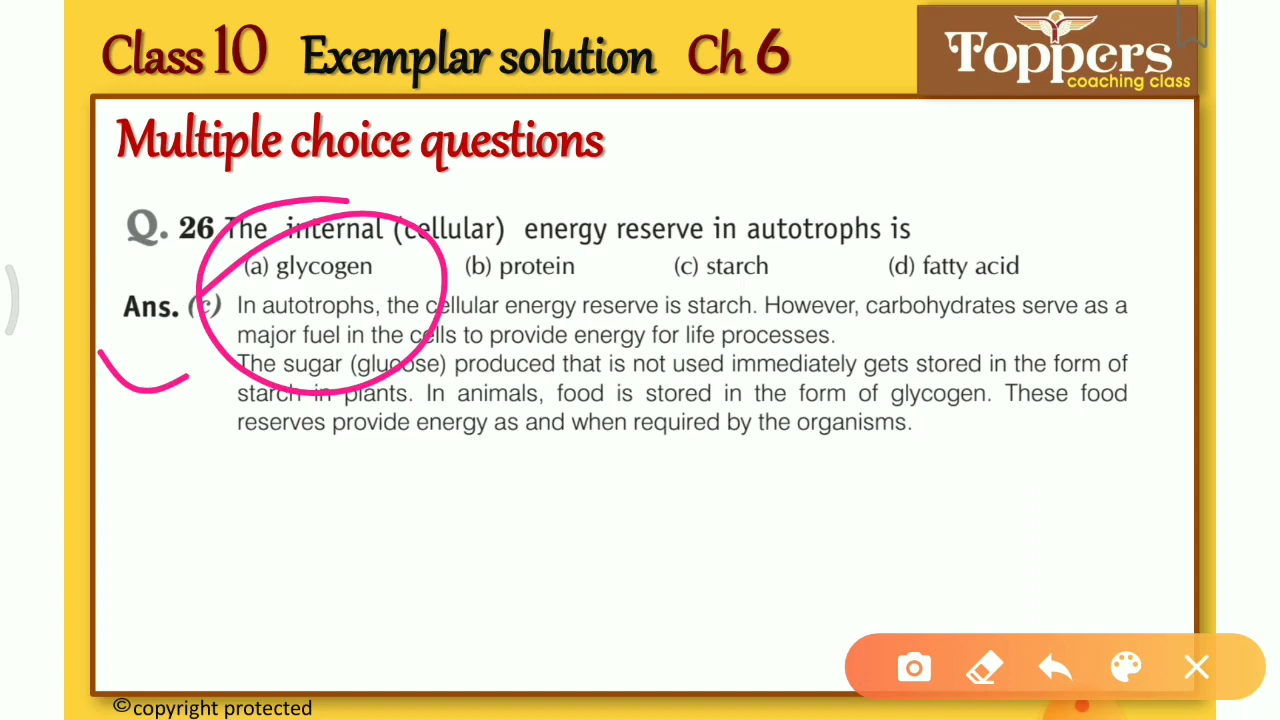 Class 10 Exemplar solution Ch 6
Toppers
coaching class
Multiple choice questions
Q. 26 The internal (cellular) energy reserve in autotrophs is
(a) glycogen (b) protein (c) starch (d) fatty acid
Ans. (c) In autotrophs, the cellular energy reserve is starch. However, carbohydrates serve as a
major fuel in the cells to provide energy for life processes.
The sugar (glucose) produced that is not used immediately gets stored in the form of
starch in plants. In animals, food is stored in the form of glycogen. These food
reserves provide energy as and when required by the organisms.
©copyright protected